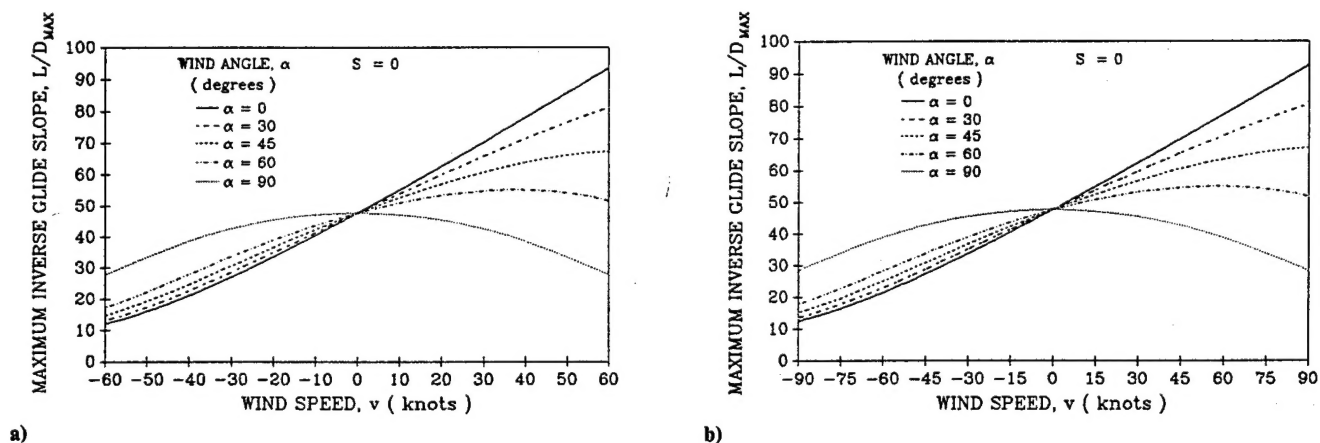 MAXIMUM INVERSE GLIDE SLOPE, L/D_MAX
100
90
80
70
60
50
40
30
20
10
0
WIND ANGLE, α S = 0
( degrees )
α = 0
α = 30
α = 45
α = 60
α = 90
-60 -50 -40 -30 -20 -10 0 10 20 30 40 50 60
WIND SPEED, v ( knots )
a)
MAXIMUM INVERSE GLIDE SLOPE, L/D_MAX
100
90
80
70
60
50
40
30
20
10
0
WIND ANGLE, α S = 0
( degrees )
α = 0
α = 30
α = 45
α = 60
α = 90
-90 -75 -60 -45 -30 -15 0 15 30 45 60 75 90
WIND SPEED, v ( knots )
b)